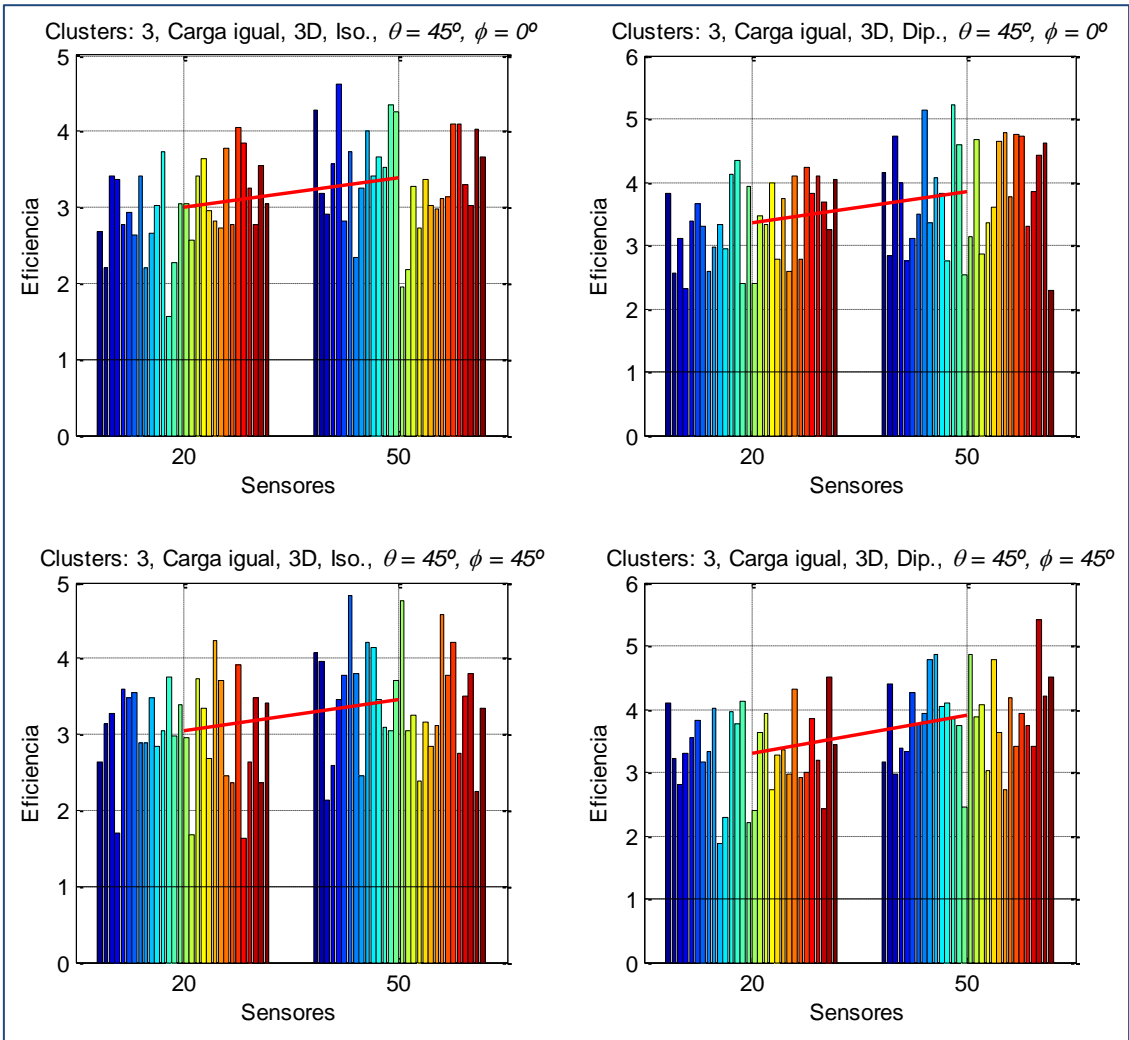 Clusters: 3, Carga igual, 3D, Iso., θ = 45º, ϕ = 0º
5
4
3
2
1
0
Eficiencia
20
50
Sensores
Clusters: 3, Carga igual, 3D, Dip., θ = 45º, ϕ = 0º
6
5
4
3
2
1
0
Eficiencia
20
50
Sensores
Clusters: 3, Carga igual, 3D, Iso., θ = 45º, ϕ = 45º
5
4
3
2
1
0
Eficiencia
20
50
Sensores
Clusters: 3, Carga igual, 3D, Dip., θ = 45º, ϕ = 45º
6
5
4
3
2
1
0
Eficiencia
20
50
Sensores